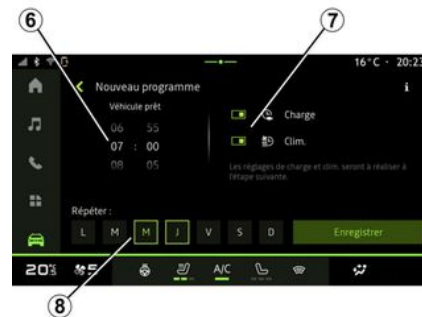 6 7
16°C · 20:23
Nouveau programme
i
Véhicule prêt
06 55
07 : 00
08 05
Charge
Clim.
Les réglages de charge et clim. seront à réaliser à
l'étape suivante.
Répéter :
L M M J V S D
Enregistrer
A/C
8